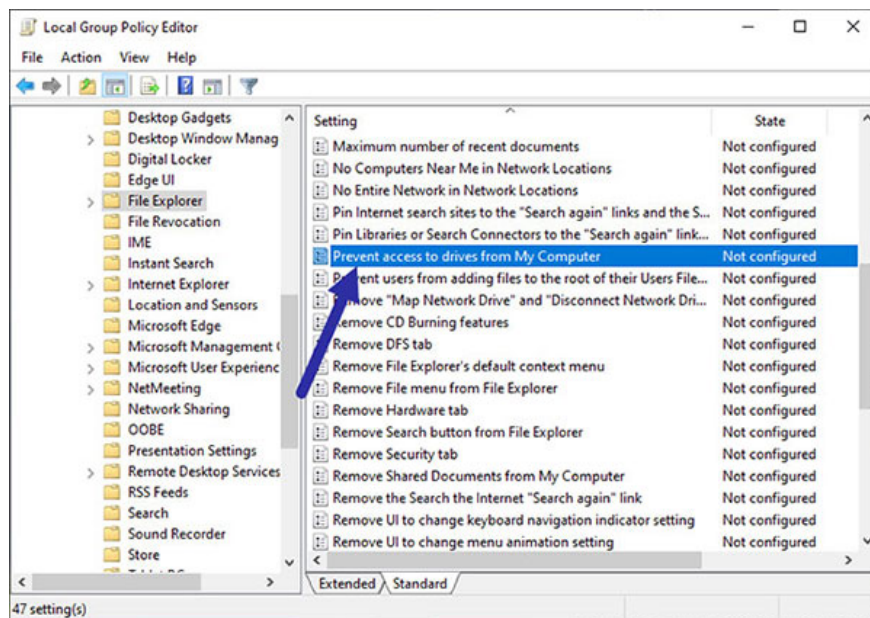 Local Group Policy Editor
File Action View Help
Desktop Gadgets
Desktop Window Manag
Digital Locker
Edge UI
File Explorer
File Revocation
IME
Instant Search
Internet Explorer
Location and Sensors
Microsoft Edge
Microsoft Management
Microsoft User Experienc
NetMeeting
Network Sharing
OOBE
Presentation Settings
Remote Desktop Services
RSS Feeds
Search
Sound Recorder
Store
Setting State
Maximum number of recent documents Not configured
No Computers Near Me in Network Locations Not configured
No Entire Network in Network Locations Not configured
Pin Internet search sites to the "Search again" links and the S... Not configured
Pin Libraries or Search Connectors to the "Search again" link... Not configured
Prevent access to drives from My Computer Not configured
Prevent users from adding files to the root of their Users File... Not configured
Remove "Map Network Drive" and "Disconnect Network Dri... Not configured
Remove CD Burning features Not configured
Remove DFS tab Not configured
Remove File Explorer's default context menu Not configured
Remove File menu from File Explorer Not configured
Remove Hardware tab Not configured
Remove Search button from File Explorer Not configured
Remove Security tab Not configured
Remove Shared Documents from My Computer Not configured
Remove the Search the Internet "Search again" link Not configured
Remove UI to change keyboard navigation indicator setting Not configured
Remove UI to change menu animation setting Not configured
Extended Standard
47 setting(s)